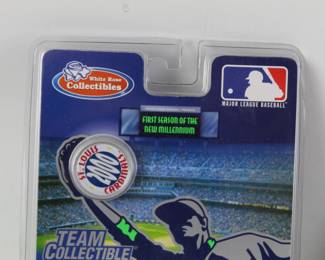 White Rose
Collectibles
MAJOR LEAGUE BASEBALL
FIRST SEASON OF THE
NEW MILLENNIUM
ST. LOUIS
2000
CARDINALS
TEAM
COLLECTIBLE